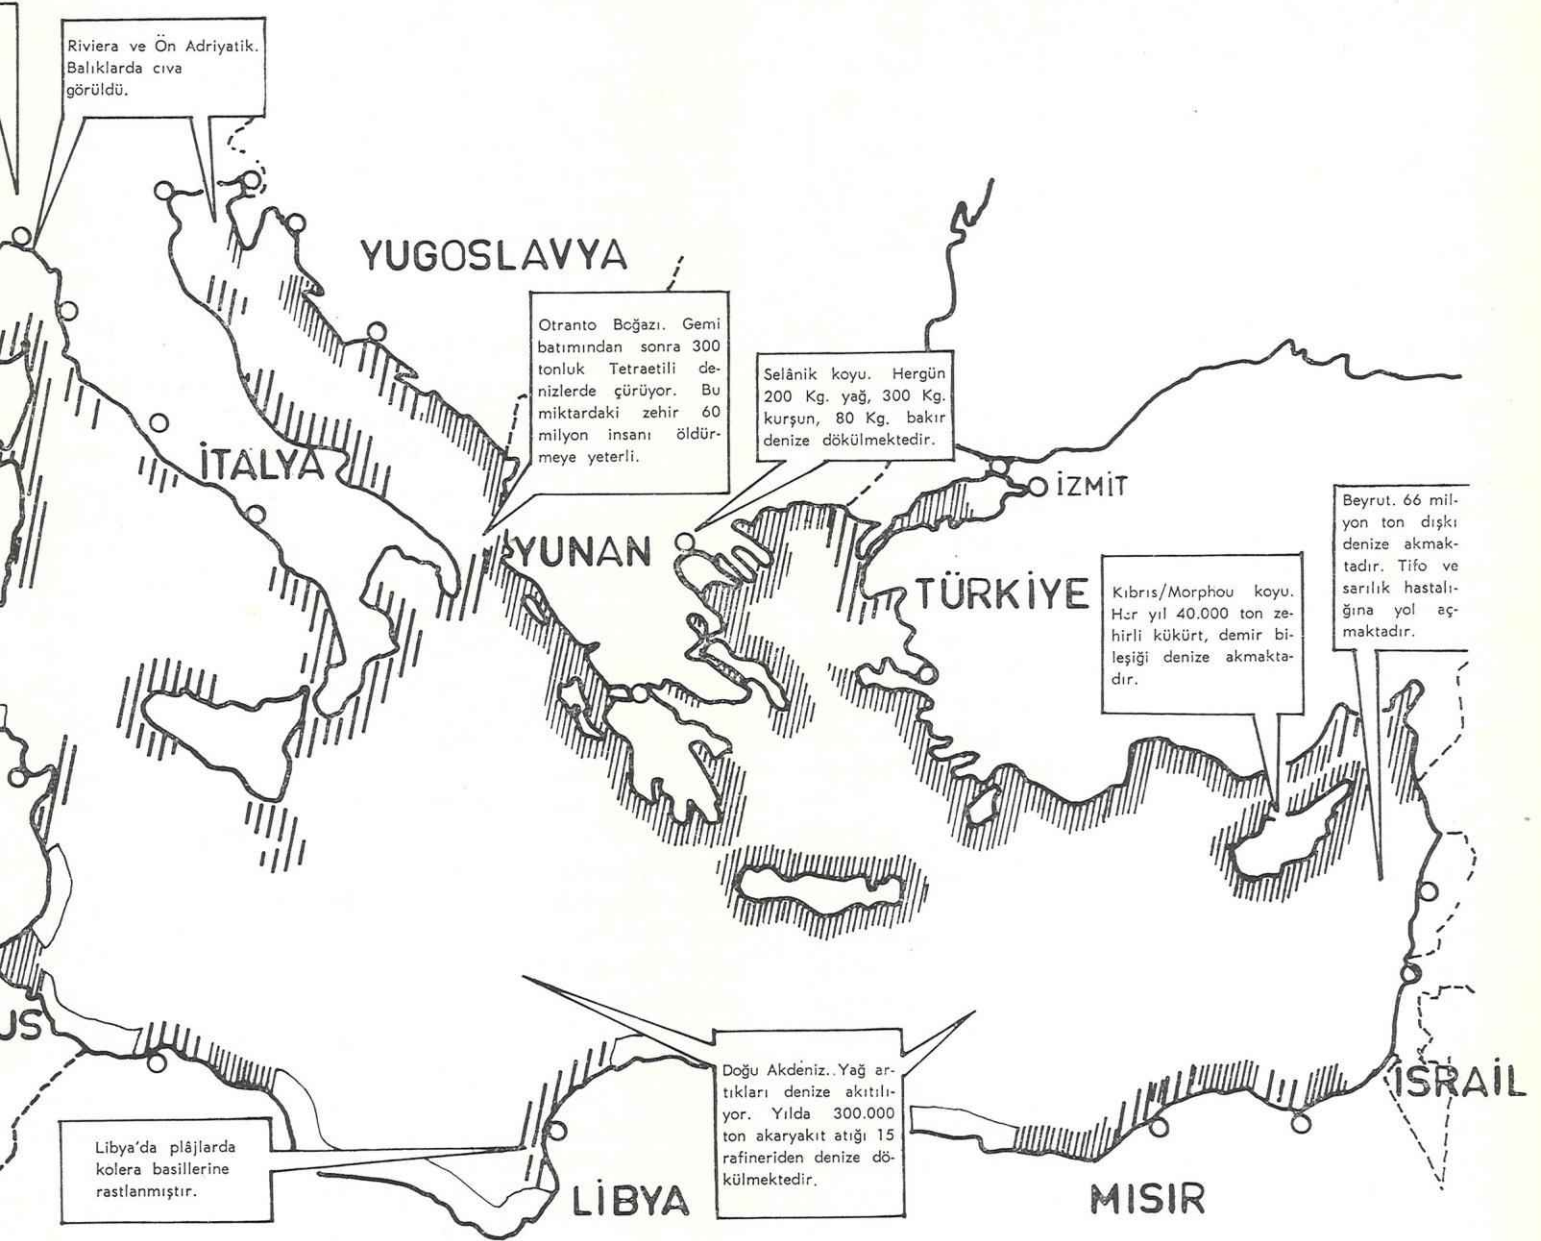 Riviera ve Ön Adriyatik.
Balıklarda cıva
görüldü.
YUGOSLAVYA
Otranto Boğazı. Gemi
batımından sonra 300
tonluk Tetraetili de-
nizlerde çürüyor. Bu
miktardaki zehir 60
milyon insanı öldür-
meye yeterli.
Selânik koyu. Hergün
200 Kg. yağ, 300 Kg.
kurşun, 80 Kg. bakır
denize dökülmektedir.
İTALYA
İZMİT
YUNAN
TÜRKİYE
Beyrut. 66 mil-
yon ton dışkı
denize akmak-
tadır. Tifo ve
sarılık hastalı-
ğına yol aç-
maktadır.
Kıbrıs/Morphou koyu.
Her yıl 40.000 ton ze-
hirli kükürt, demir bi-
leşiği denize akmakta-
dır.
US
Doğu Akdeniz..Yağ ar-
tıkları denize akıtılı-
yor. Yılda 300.000
ton akaryakıt atığı 15
rafineriden denize dö-
külmektedir.
İSRAİL
Libya'da plâjlarda
kolera basillerine
rastlanmıştır.
LİBYA
MISIR